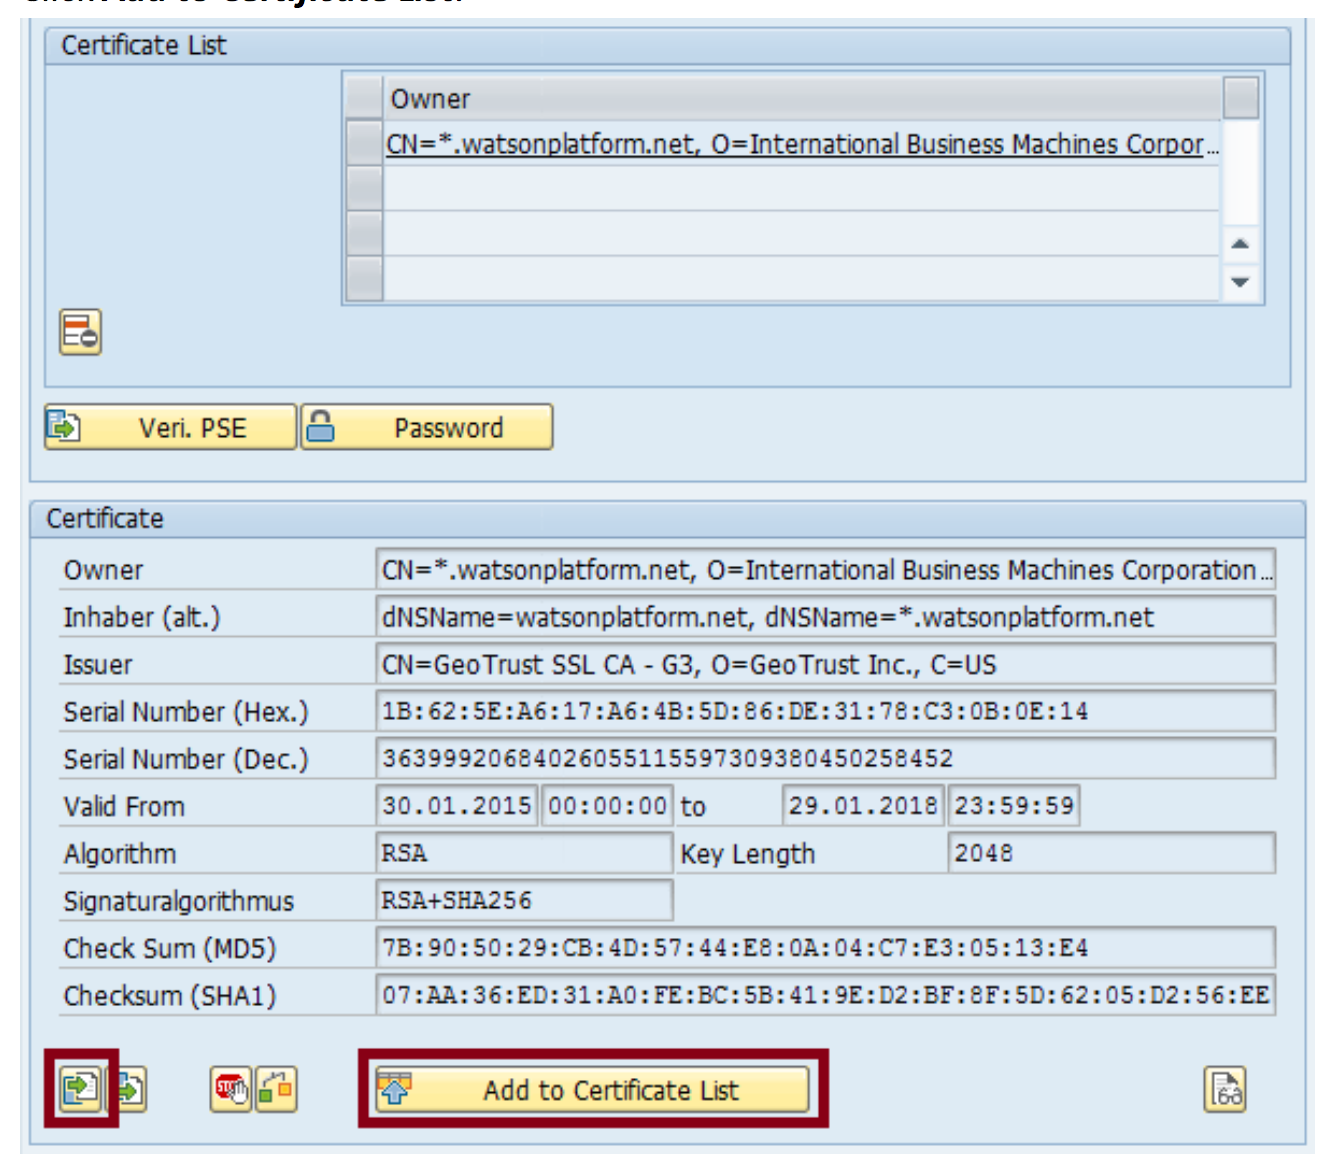 Click Add to Certificate List.
Certificate List
Owner
CN=*.watsonplatform.net, O=International Business Machines Corpor...
Veri. PSE Password
Certificate
Owner CN=*.watsonplatform.net, O=International Business Machines Corporation...
Inhaber (alt.) dNSName=watsonplatform.net, dNSName=*.watsonplatform.net
Issuer CN=GeoTrust SSL CA - G3, O=GeoTrust Inc., C=US
Serial Number (Hex.) 1B:62:5E:A6:17:A6:4B:5D:86:DE:31:78:C3:0B:0E:14
Serial Number (Dec.) 36399920684026055115597309380450258452
Valid From 30.01.2015 00:00:00 to 29.01.2018 23:59:59
Algorithm RSA Key Length 2048
Signaturalgorithmus RSA+SHA256
Check Sum (MD5) 7B:90:50:29:CB:4D:57:44:E8:0A:04:C7:E3:05:13:E4
Checksum (SHA1) 07:AA:36:ED:31:A0:FE:BC:5B:41:9E:D2:BF:8F:5D:62:05:D2:56:EE
STOP Add to Certificate List